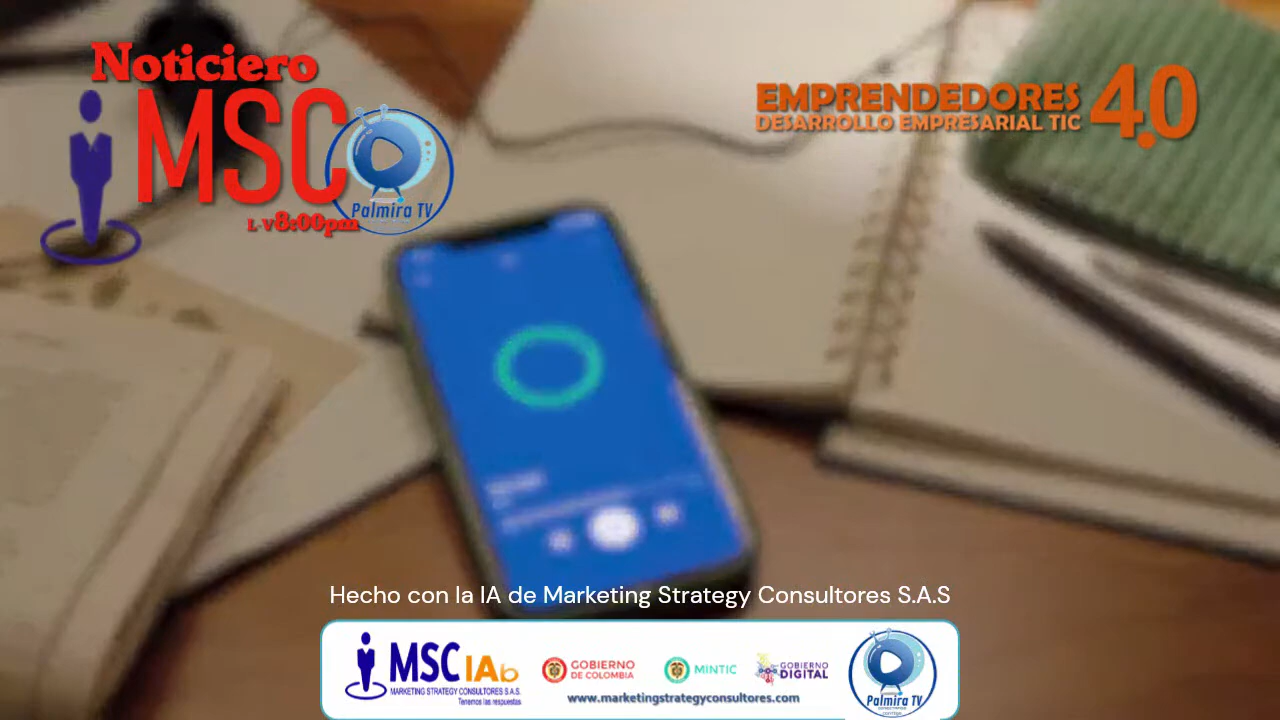 Noticiero
MSC
Palmira TV
L-V 8:00pm
EMPRENDEDORES
DESARROLLO EMPRESARIAL TIC
4.0
Hecho con la IA de Marketing Strategy Consultores S.A.S
MSC IAb
MARKETING STRATEGY CONSULTORES S.A.S.
Tenemos las respuestas
GOBIERNO
DE COLOMBIA
MINTIC
GOBIERNO
DIGITAL
www.marketingstrategyconsultores.com
Palmira TV